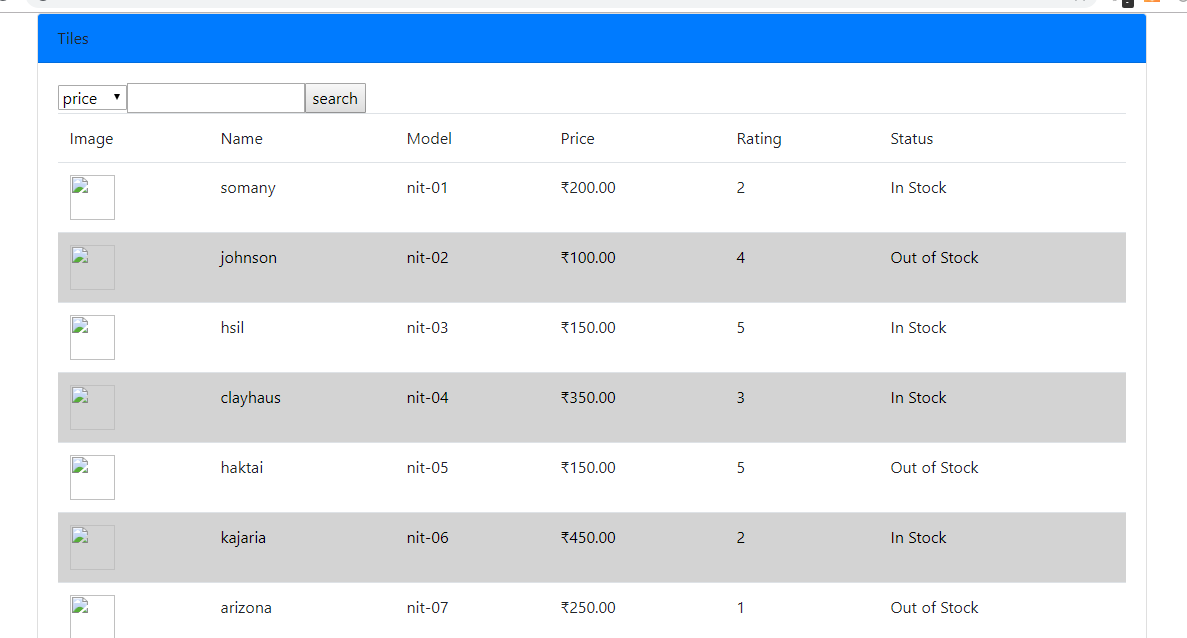 Tiles
price search
Image Name Model Price Rating Status
somany nit-01 ₹200.00 2 In Stock
johnson nit-02 ₹100.00 4 Out of Stock
hsil nit-03 ₹150.00 5 In Stock
clayhaus nit-04 ₹350.00 3 In Stock
haktai nit-05 ₹150.00 5 Out of Stock
kajaria nit-06 ₹450.00 2 In Stock
arizona nit-07 ₹250.00 1 Out of Stock